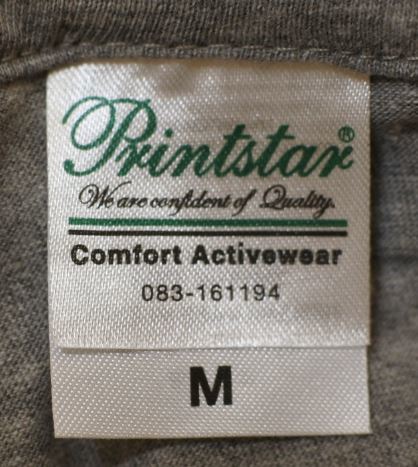 Printstar®
We are confident of Quality.
Comfort Activewear
083-161194
M